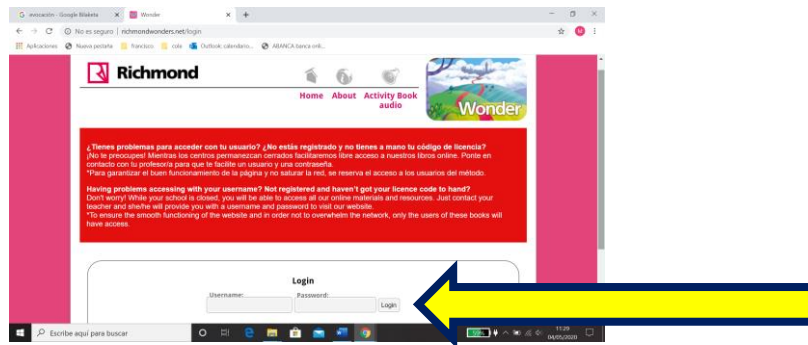 evocación - Google Bilaketa
Wonder
No es seguro | richmondwonders.net/login
Aplicaciones
Nueva pestaña
francisco
cole
Outlook: calendario...
ABANCA banca onli...
Richmond
Home
About
Activity Book
audio
Wonder
¿Tienes problemas para acceder con tu usuario? ¿No estás registrado y no tienes a mano tu código de licencia?
¡No te preocupes! Mientras los centros permanezcan cerrados facilitaremos libre acceso a nuestros libros online. Ponte en
contacto con tu profesor/a para que te facilite un usuario y una contraseña.
*Para garantizar el buen funcionamiento de la página y no saturar la red, se reserva el acceso a los usuarios del método.
Having problems accessing with your username? Not registered and haven't got your licence code to hand?
Don't worry! While your school is closed, you will be able to access all our online materials and resources. Just contact your
teacher and she/he will provide you with a username and password to visit our website.
*To ensure the smooth functioning of the website and in order not to overwhelm the network, only the users of these books will
have access.
Login
Username:
Password:
Login
Escribe aquí para buscar
11:29
04/05/2020